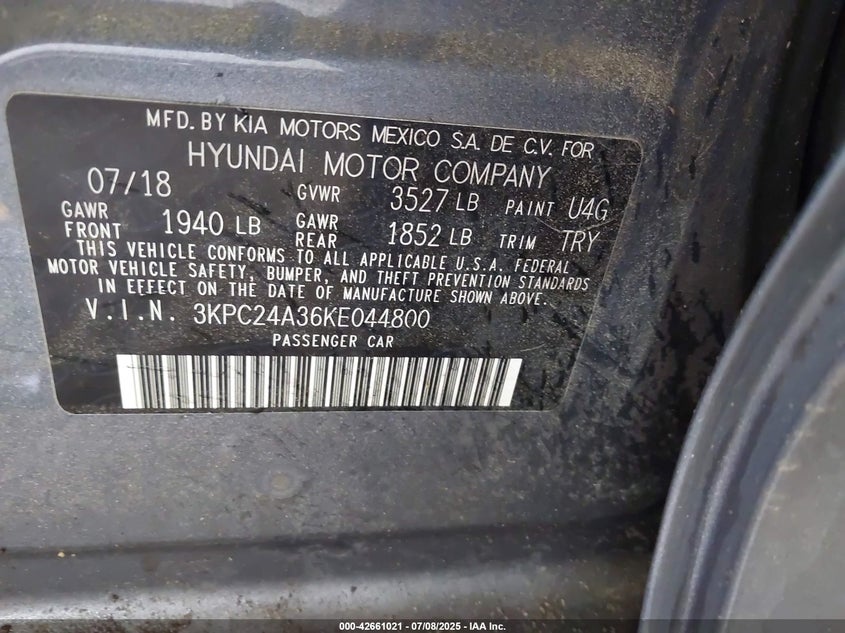 MFD. BY KIA MOTORS MEXICO S.A. DE C.V. FOR
HYUNDAI MOTOR COMPANY
07/18 GVWR 3527 LB PAINT U4G
GAWR FRONT 1940 LB GAWR REAR 1852 LB TRIM TRY
THIS VEHICLE CONFORMS TO ALL APPLICABLE U.S.A. FEDERAL
MOTOR VEHICLE SAFETY, BUMPER, AND THEFT PREVENTION STANDARDS
IN EFFECT ON THE DATE OF MANUFACTURE SHOWN ABOVE.
V.I.N. 3KPC24A36KE044800
PASSENGER CAR
000-42661021 - 07/08/2025 - IAA Inc.